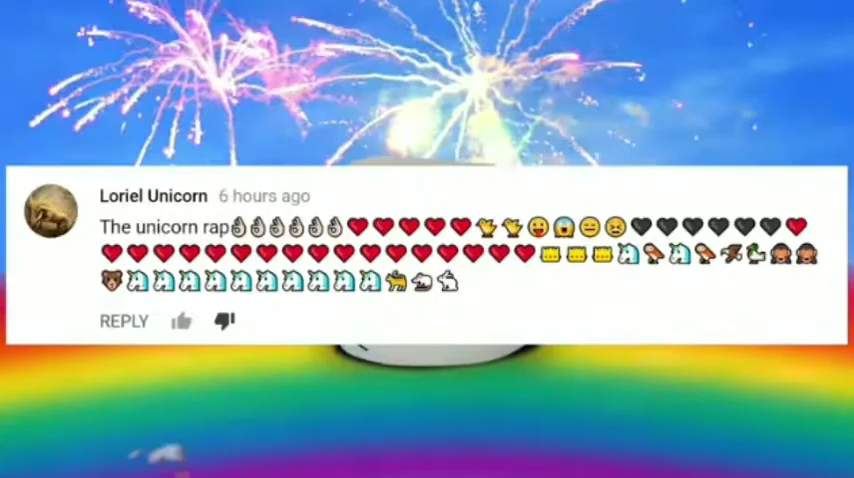 Loriel Unicorn 6 hours ago
The unicorn rap👌👌👌👌👌👌❤❤❤❤❤🐤🐤😛😱😑😖🖤🖤🖤🖤🖤🖤❤
❤❤❤❤❤❤❤❤❤❤❤❤❤❤❤❤❤🦄🦄🙈🙈
🐻🦄🦄🦄🦄🦄🦄🦄🦄🦄🦄🐕🐁🐇
REPLY